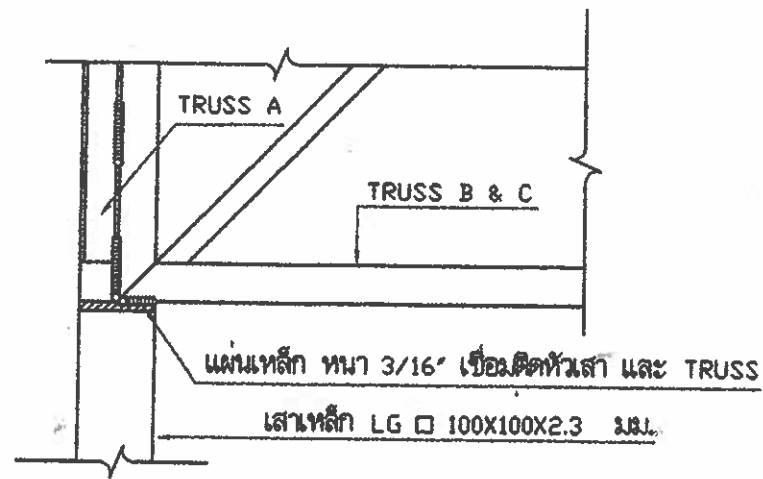 TRUSS A
TRUSS B & C
แผ่นเหล็ก หนา 3/16" เชื่อมติดหัวเสา และ TRUSS
เสาเหล็ก LG □ 100X100X2.3 มม.